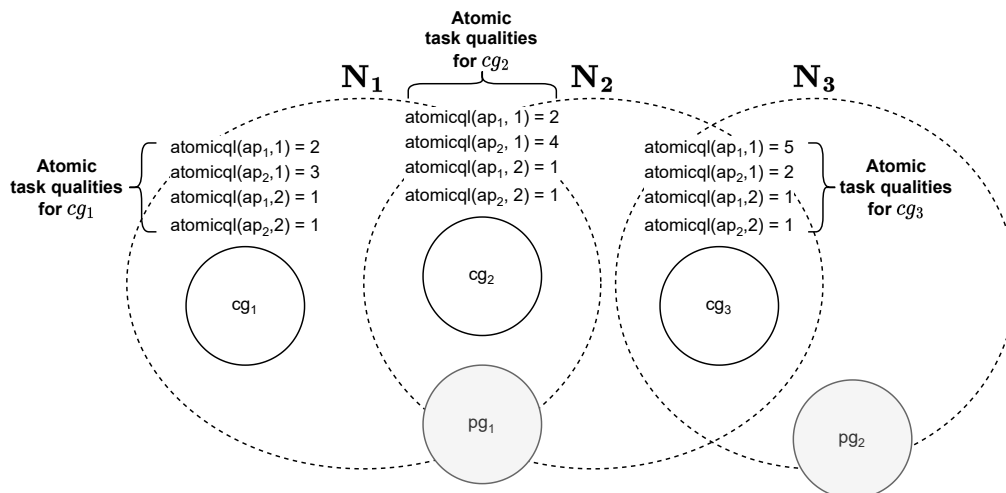 Atomic
task qualities
for cg₂
N₁
N₂
N₃
atomicql(ap₁, 1) = 2
atomicql(ap₂, 1) = 4
atomicql(ap₁, 2) = 1
atomicql(ap₂, 2) = 1
Atomic
task qualities
for cg₁
atomicql(ap₁,1) = 2
atomicql(ap₂,1) = 3
atomicql(ap₁,2) = 1
atomicql(ap₂,2) = 1
atomicql(ap₁,1) = 5
atomicql(ap₂,1) = 2
atomicql(ap₁,2) = 1
atomicql(ap₂,2) = 1
Atomic
task qualities
for cg₃
cg₁
cg₂
cg₃
pg₁
pg₂